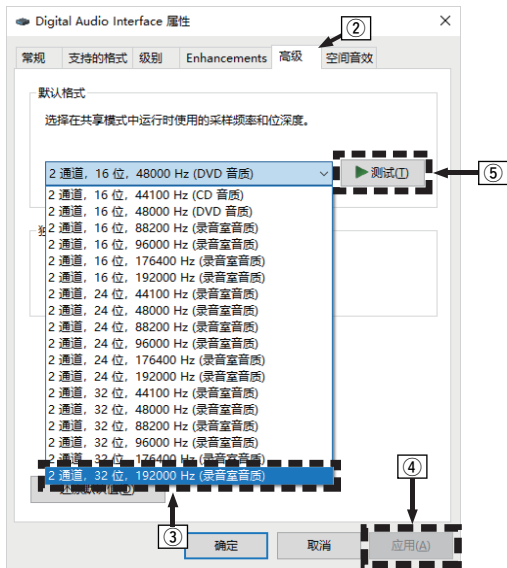 Digital Audio Interface 属性
②
常规 支持的格式 级别 Enhancements 高级 空间音效
默认格式
选择在共享模式中运行时使用的采样频率和位深度。
2 通道，16 位，48000 Hz (DVD 音质) 测试(T) ⑤
2 通道，16 位，44100 Hz (CD 音质)
2 通道，16 位，48000 Hz (DVD 音质)
2 通道，16 位，88200 Hz (录音室音质)
2 通道，16 位，96000 Hz (录音室音质)
2 通道，16 位，176400 Hz (录音室音质)
2 通道，16 位，192000 Hz (录音室音质)
2 通道，24 位，44100 Hz (录音室音质)
2 通道，24 位，48000 Hz (录音室音质)
2 通道，24 位，88200 Hz (录音室音质)
2 通道，24 位，96000 Hz (录音室音质)
2 通道，24 位，176400 Hz (录音室音质)
2 通道，24 位，192000 Hz (录音室音质)
2 通道，32 位，44100 Hz (录音室音质)
2 通道，32 位，48000 Hz (录音室音质)
2 通道，32 位，88200 Hz (录音室音质)
2 通道，32 位，96000 Hz (录音室音质)
2 通道，32 位，176400 Hz (录音室音质)
2 通道，32 位，192000 Hz (录音室音质)
③
④
确定 取消 应用(A)